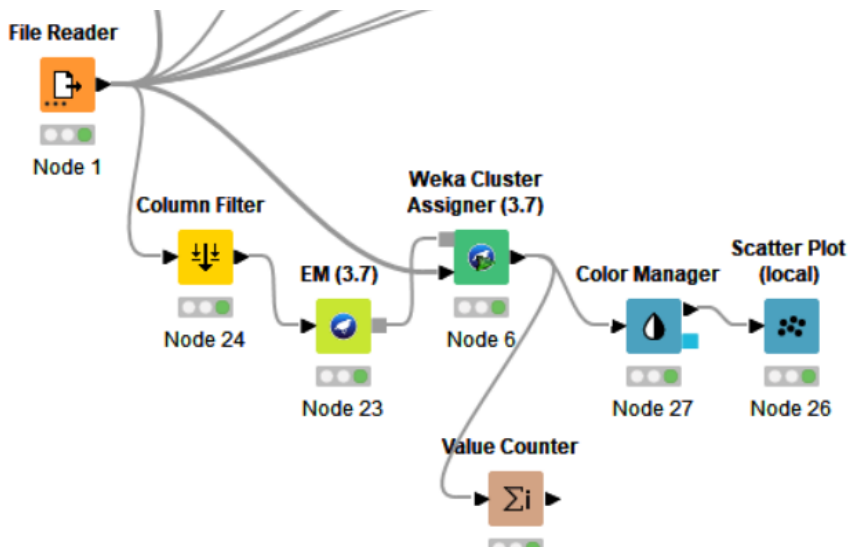 File Reader
Node 1
Column Filter
Node 24
EM (3.7)
Node 23
Weka Cluster
Assigner (3.7)
Node 6
Color Manager
Node 27
Scatter Plot
(local)
Node 26
Value Counter
Σi